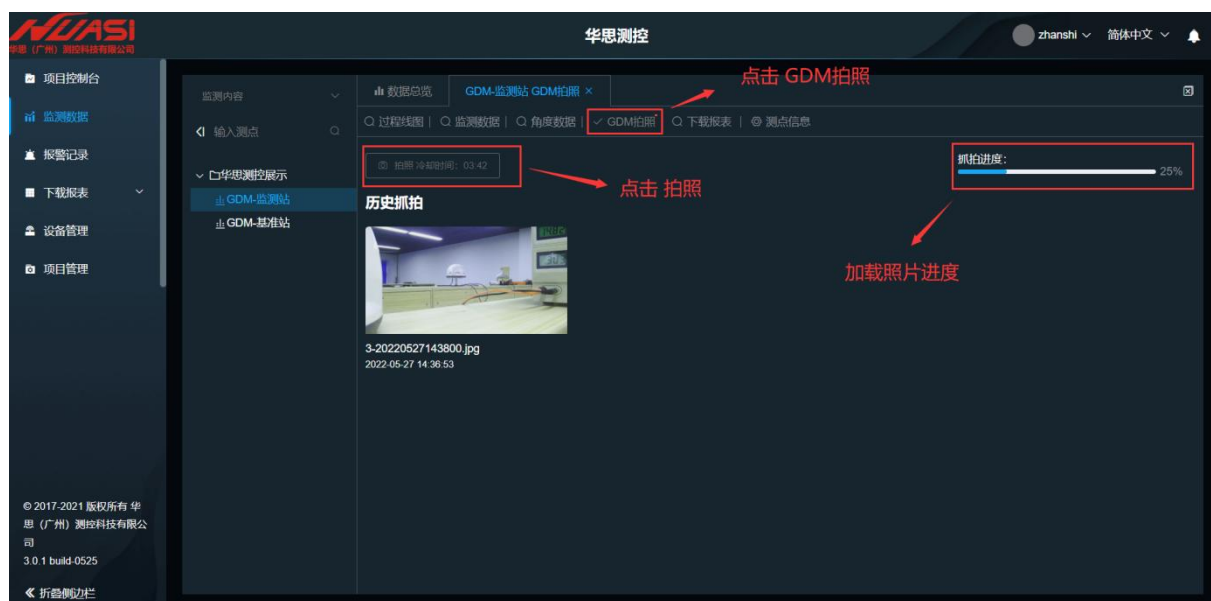 HUASI
华思（广州）测控科技有限公司
华思测控
zhanshi
简体中文
项目控制台
监测数据
报警记录
下载报表
设备管理
项目管理
© 2017-2021 版权所有 华
思（广州）测控科技有限公
司
3.0.1 build-0525
折叠侧边栏
监测内容
输入测点
华思测控展示
GDM-监测站
GDM-基准站
数据总览
GDM-监测站 GDM拍照 ×
过程线图 | 监测数据 | 角度数据 | GDM拍照 下载报表 | 测点信息
点击 GDM拍照
拍照 冷却时间：03:42
点击 拍照
抓拍进度：
25%
加载照片进度
历史抓拍
3-20220527143800.jpg
2022-05-27 14:36:53